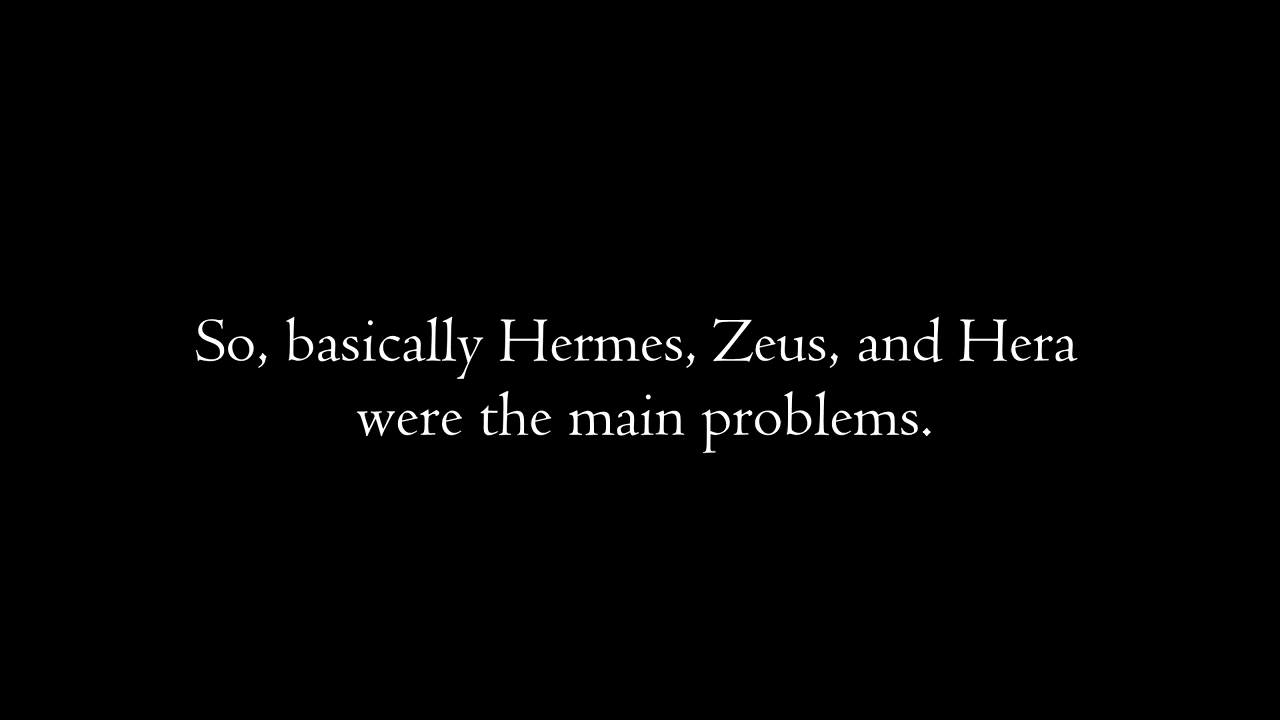 So, basically Hermes, Zeus, and Hera
were the main problems.